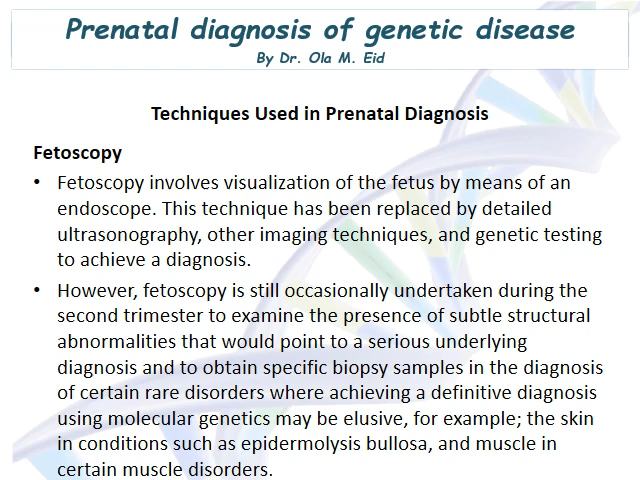 Prenatal diagnosis of genetic disease
By Dr. Ola M. Eid
Techniques Used in Prenatal Diagnosis
Fetoscopy
• Fetoscopy involves visualization of the fetus by means of an
endoscope. This technique has been replaced by detailed
ultrasonography, other imaging techniques, and genetic testing
to achieve a diagnosis.
• However, fetoscopy is still occasionally undertaken during the
second trimester to examine the presence of subtle structural
abnormalities that would point to a serious underlying
diagnosis and to obtain specific biopsy samples in the diagnosis
of certain rare disorders where achieving a definitive diagnosis
using molecular genetics may be elusive, for example; the skin
in conditions such as epidermolysis bullosa, and muscle in
certain muscle disorders.